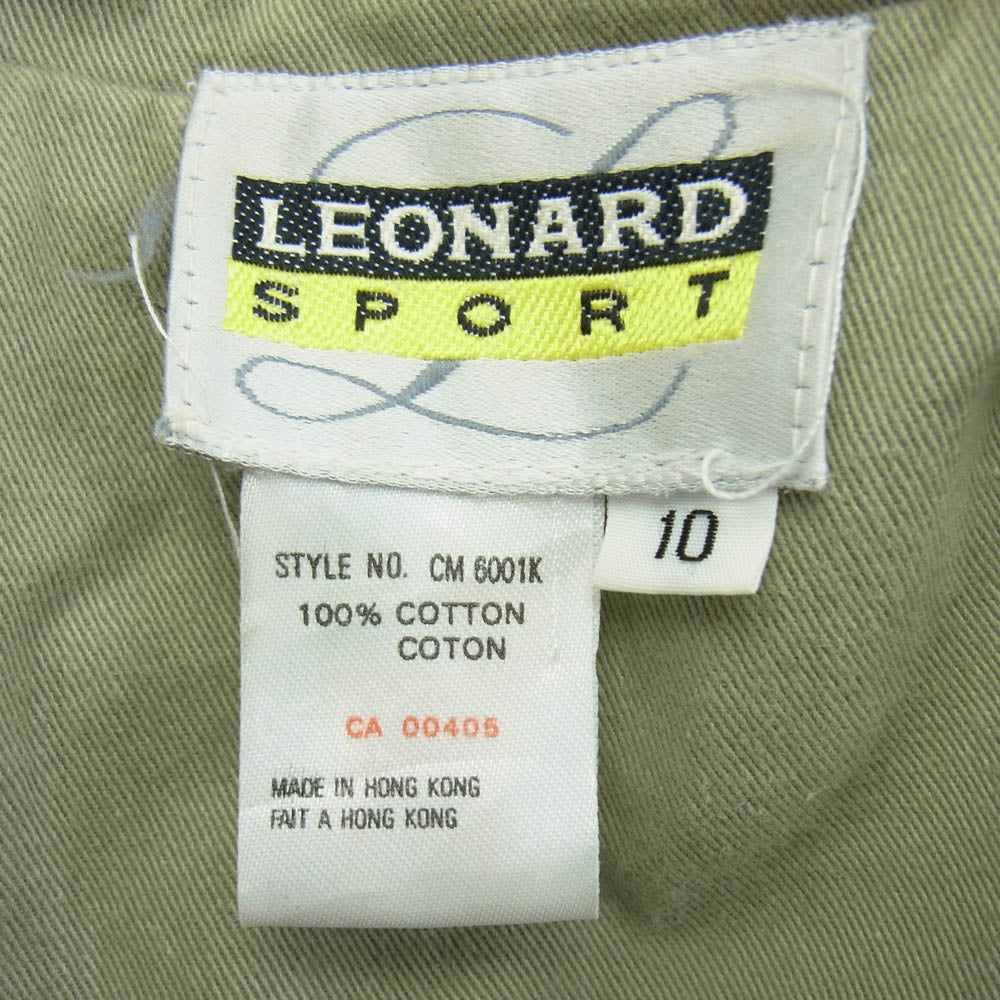 LEONARD
SPORT
10
STYLE NO. CM 6001K
100% COTTON
COTON
CA 00405
MADE IN HONG KONG
FAIT A HONG KONG